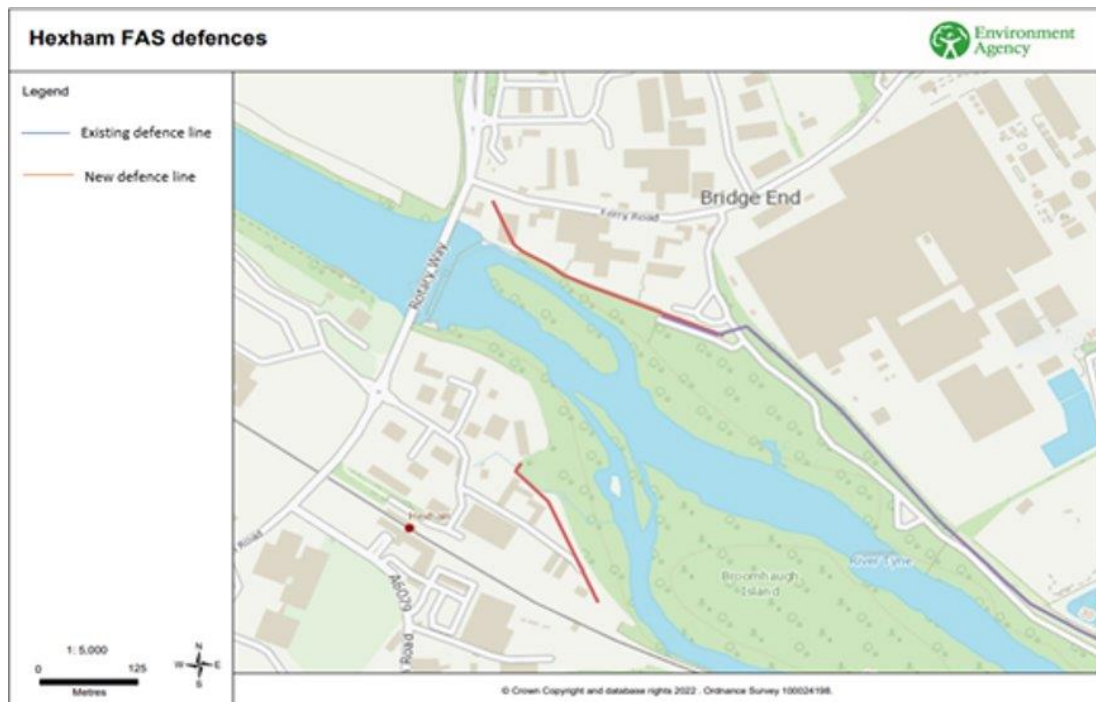 Hexham FAS defences
Environment
Agency
Legend
Existing defence line
New defence line
Bridge End
Ferry Road
Rotary Way
Hexham
River Tyne
Broomhaugh
Island
Road
A6079
Road
1: 5,000
0 125
Metres
N
W E
S
© Crown Copyright and database rights 2022 . Ordnance Survey 100024198.